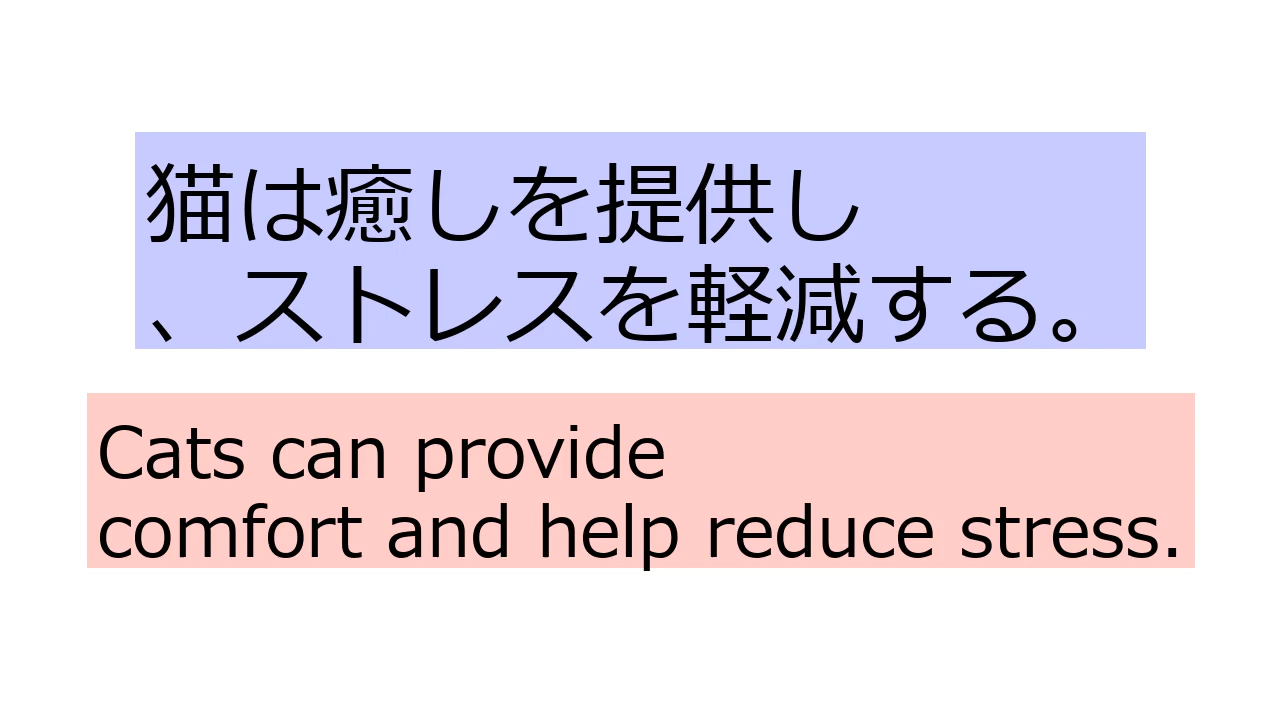 猫は癒しを提供し
、ストレスを軽減する。
Cats can provide
comfort and help reduce stress.